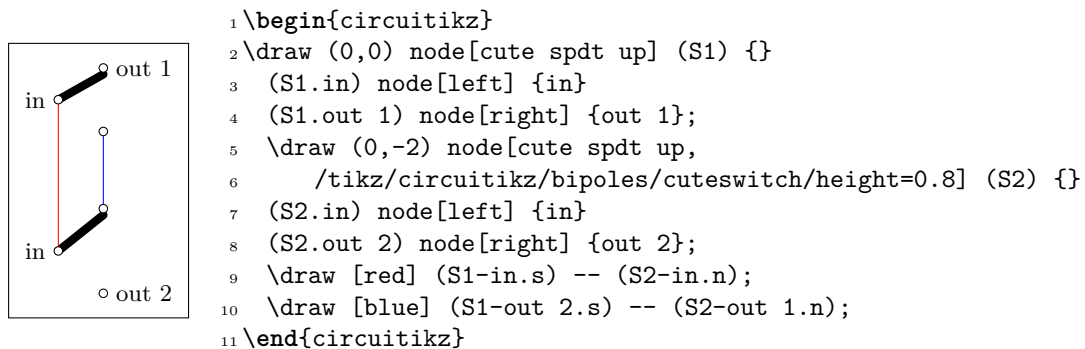 out 1
in
in
out 2
1 \begin{circuitikz}
2 \draw (0,0) node[cute spdt up] (S1) {}
3 (S1.in) node[left] {in}
4 (S1.out 1) node[right] {out 1};
5 \draw (0,-2) node[cute spdt up,
6 /tikz/circuitikz/bipoles/cuteswitch/height=0.8] (S2) {}
7 (S2.in) node[left] {in}
8 (S2.out 2) node[right] {out 2};
9 \draw [red] (S1-in.s) -- (S2-in.n);
10 \draw [blue] (S1-out 2.s) -- (S2-out 1.n);
11 \end{circuitikz}